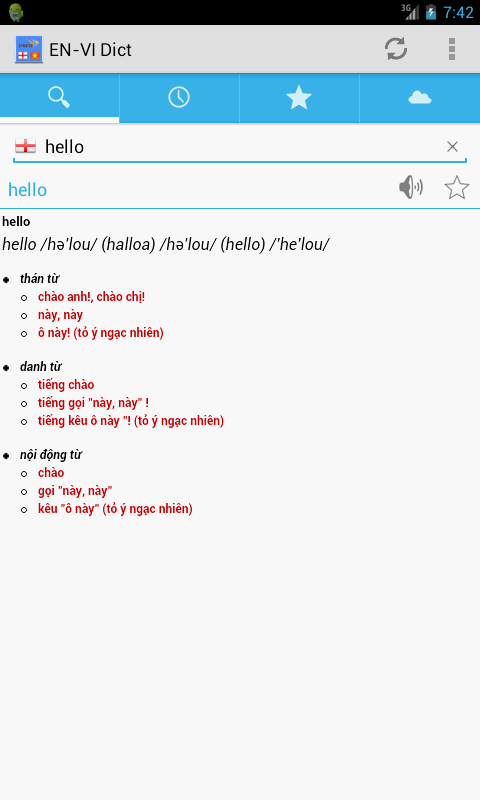 3G 7:42
EN-VI Dict
hello
hello
hello
hello /hə'lou/ (halloa) /hə'lou/ (hello) /'he'lou/
thán từ
chào anh!, chào chị!
này, này
ô này! (tỏ ý ngạc nhiên)
danh từ
tiếng chào
tiếng gọi "này, này" !
tiếng kêu ô này "! (tỏ ý ngạc nhiên)
nội động từ
chào
gọi "này, này"
kêu "ô này" (tỏ ý ngạc nhiên)